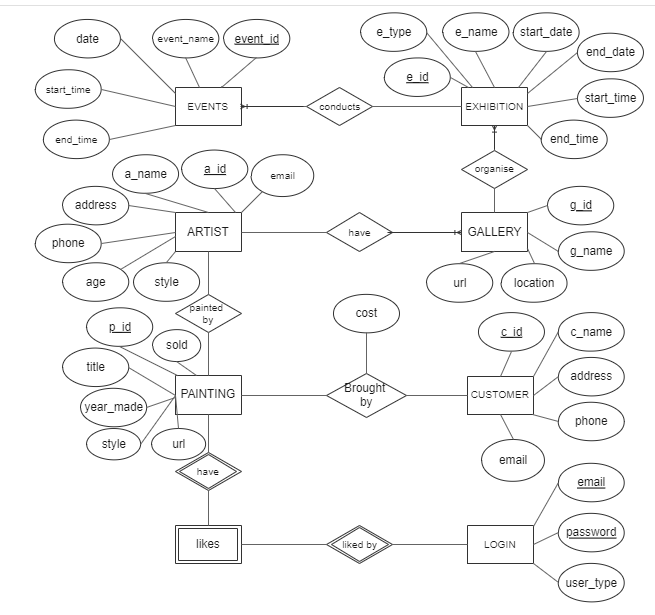 date
event_name
event_id
e_type
e_name
start_date
end_date
start_time
e_id
start_time
EVENTS
conducts
EXHIBITION
end_time
end_time
a_name
a_id
email
organise
address
g_id
phone
ARTIST
have
GALLERY
g_name
age
style
url
location
painted
by
cost
p_id
sold
c_id
c_name
title
address
PAINTING
Brought
by
CUSTOMER
year_made
phone
style
url
email
have
email
password
likes
liked by
LOGIN
user_type